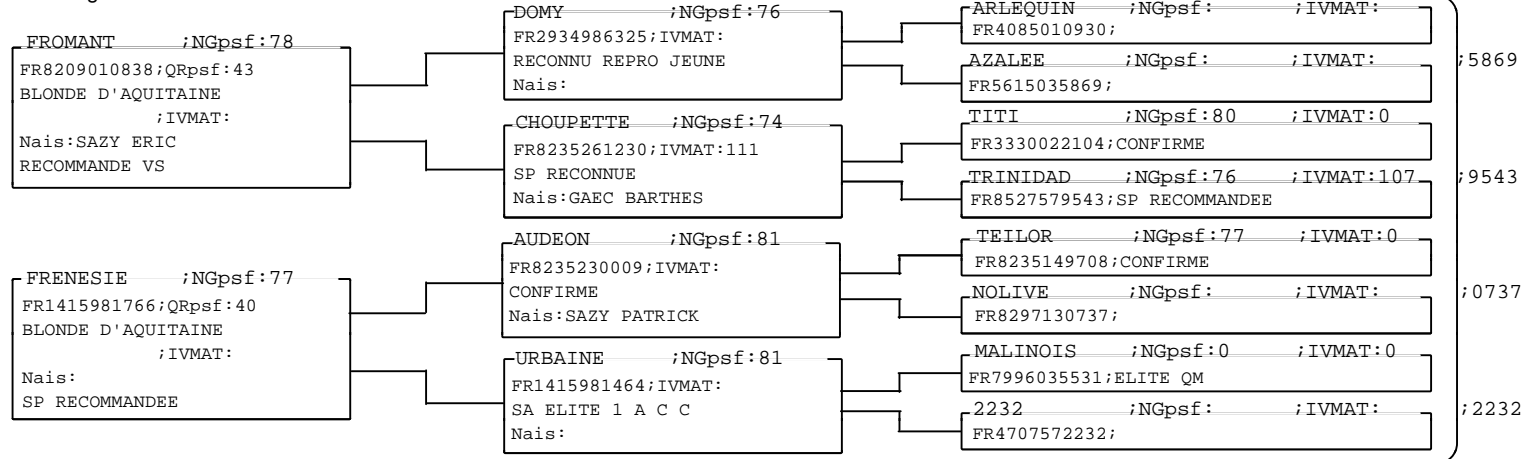 FROMANT ;NGpsf:78
FR8209010838;QRpsf:43
BLONDE D'AQUITAINE
;IVMAT:
Nais:SAZY ERIC
RECOMMANDE VS
FRENESIE ;NGpsf:77
FR1415981766;QRpsf:40
BLONDE D'AQUITAINE
;IVMAT:
Nais:
SP RECOMMANDEE
DOMY ;NGpsf:76
FR2934986325;IVMAT:
RECONNU REPRO JEUNE
Nais:
CHOUPETTE ;NGpsf:74
FR8235261230;IVMAT:111
SP RECONNUE
Nais:GAEC BARTHES
AUDEON ;NGpsf:81
FR8235230009;IVMAT:
CONFIRME
Nais:SAZY PATRICK
URBAINE ;NGpsf:81
FR1415981464;IVMAT:
SA ELITE 1 A C C
Nais:
ARLEQUIN ;NGpsf: ;IVMAT:
FR4085010930;
AZALEE ;NGpsf: ;IVMAT:
FR5615035869;
TITI ;NGpsf:80 ;IVMAT:0
FR3330022104;CONFIRME
TRINIDAD ;NGpsf:76 ;IVMAT:107
FR8527579543;SP RECOMMANDEE
TEILOR ;NGpsf:77 ;IVMAT:0
FR8235149708;CONFIRME
NOLIVE ;NGpsf: ;IVMAT:
FR8297130737;
MALINOIS ;NGpsf:0 ;IVMAT:0
FR7996035531;ELITE QM
2232 ;NGpsf: ;IVMAT:
FR4707572232;
;5869
;9543
;0737
;2232